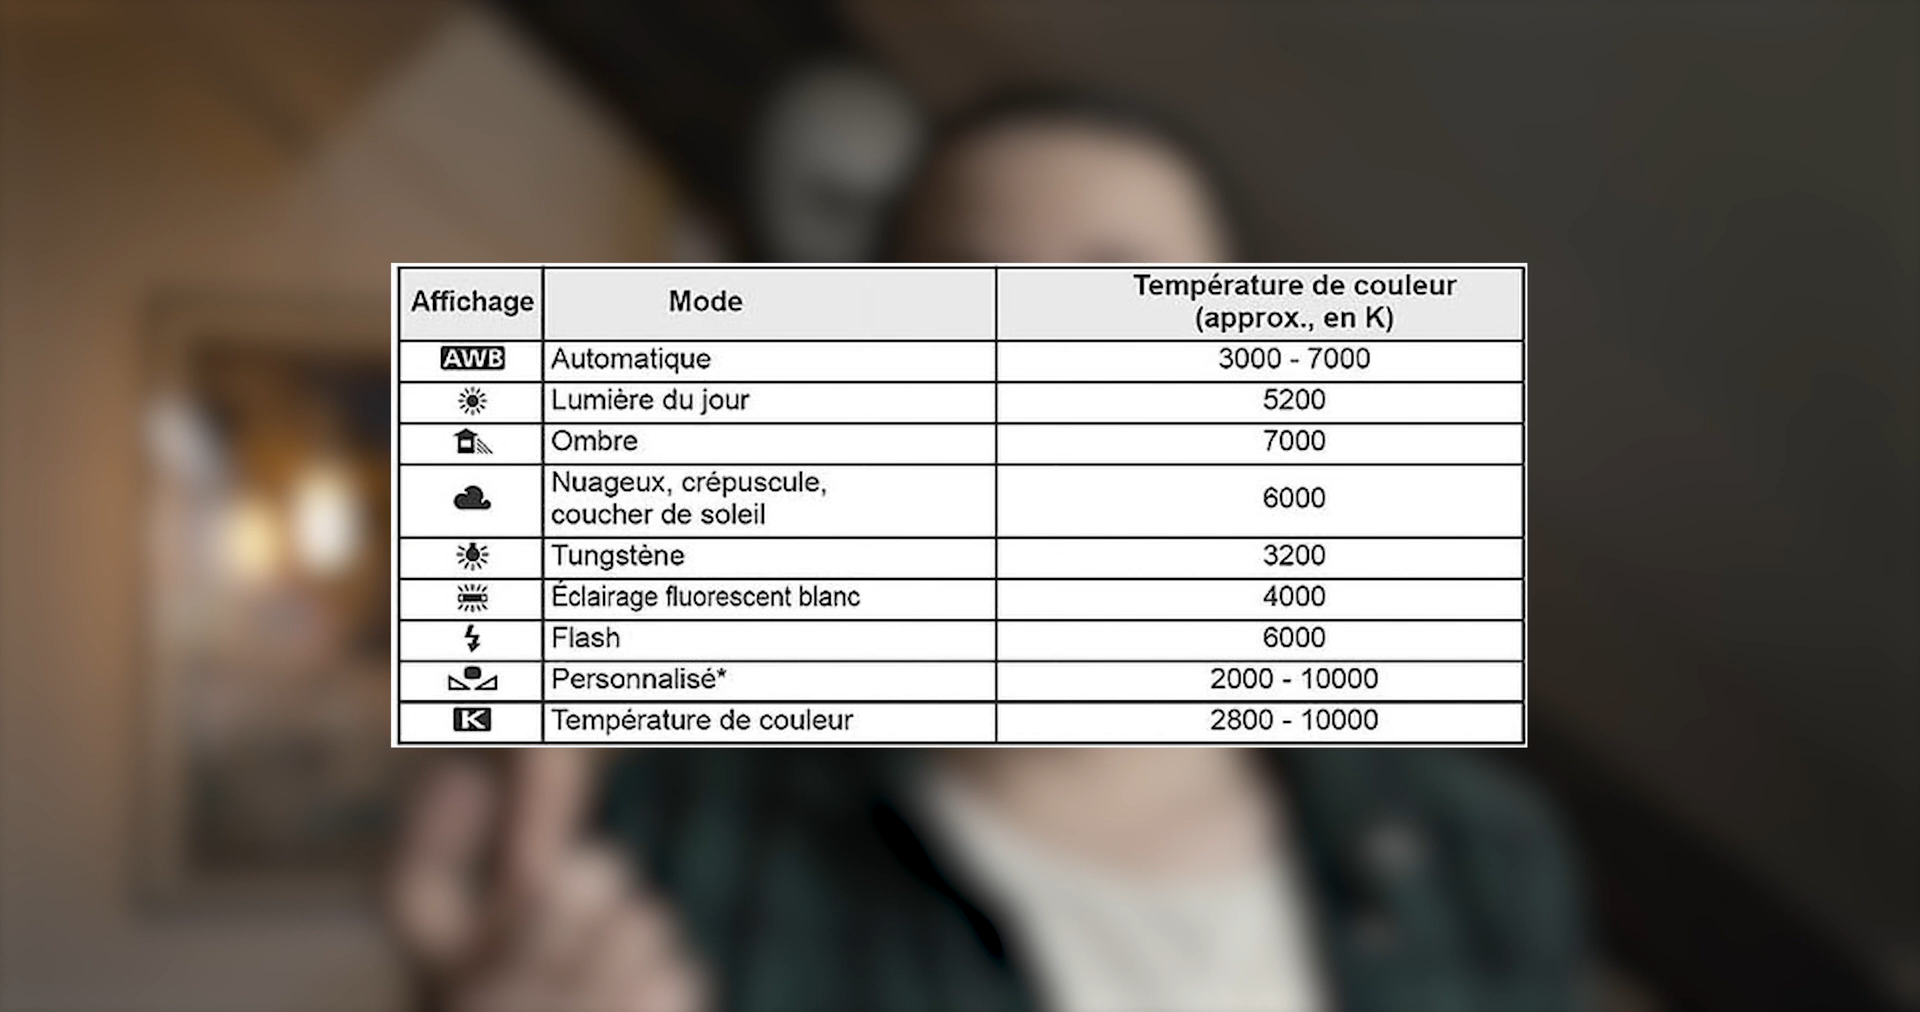 Affichage Mode Température de couleur
(approx., en K)
AWB Automatique 3000 - 7000
Lumière du jour 5200
Ombre 7000
Nuageux, crépuscule,
coucher de soleil 6000
Tungstène 3200
Éclairage fluorescent blanc 4000
Flash 6000
Personnalisé* 2000 - 10000
K Température de couleur 2800 - 10000